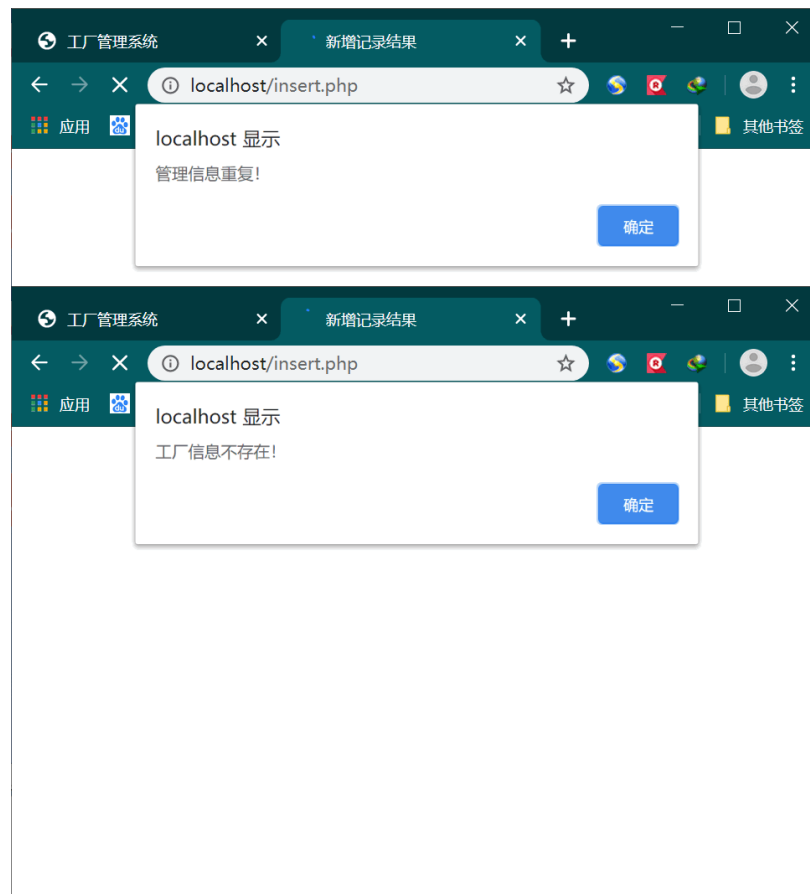 工厂管理系统
新增记录结果
localhost/insert.php
应用
du
其他书签
localhost 显示
管理信息重复！
确定
工厂管理系统
新增记录结果
localhost/insert.php
应用
du
其他书签
localhost 显示
工厂信息不存在！
确定